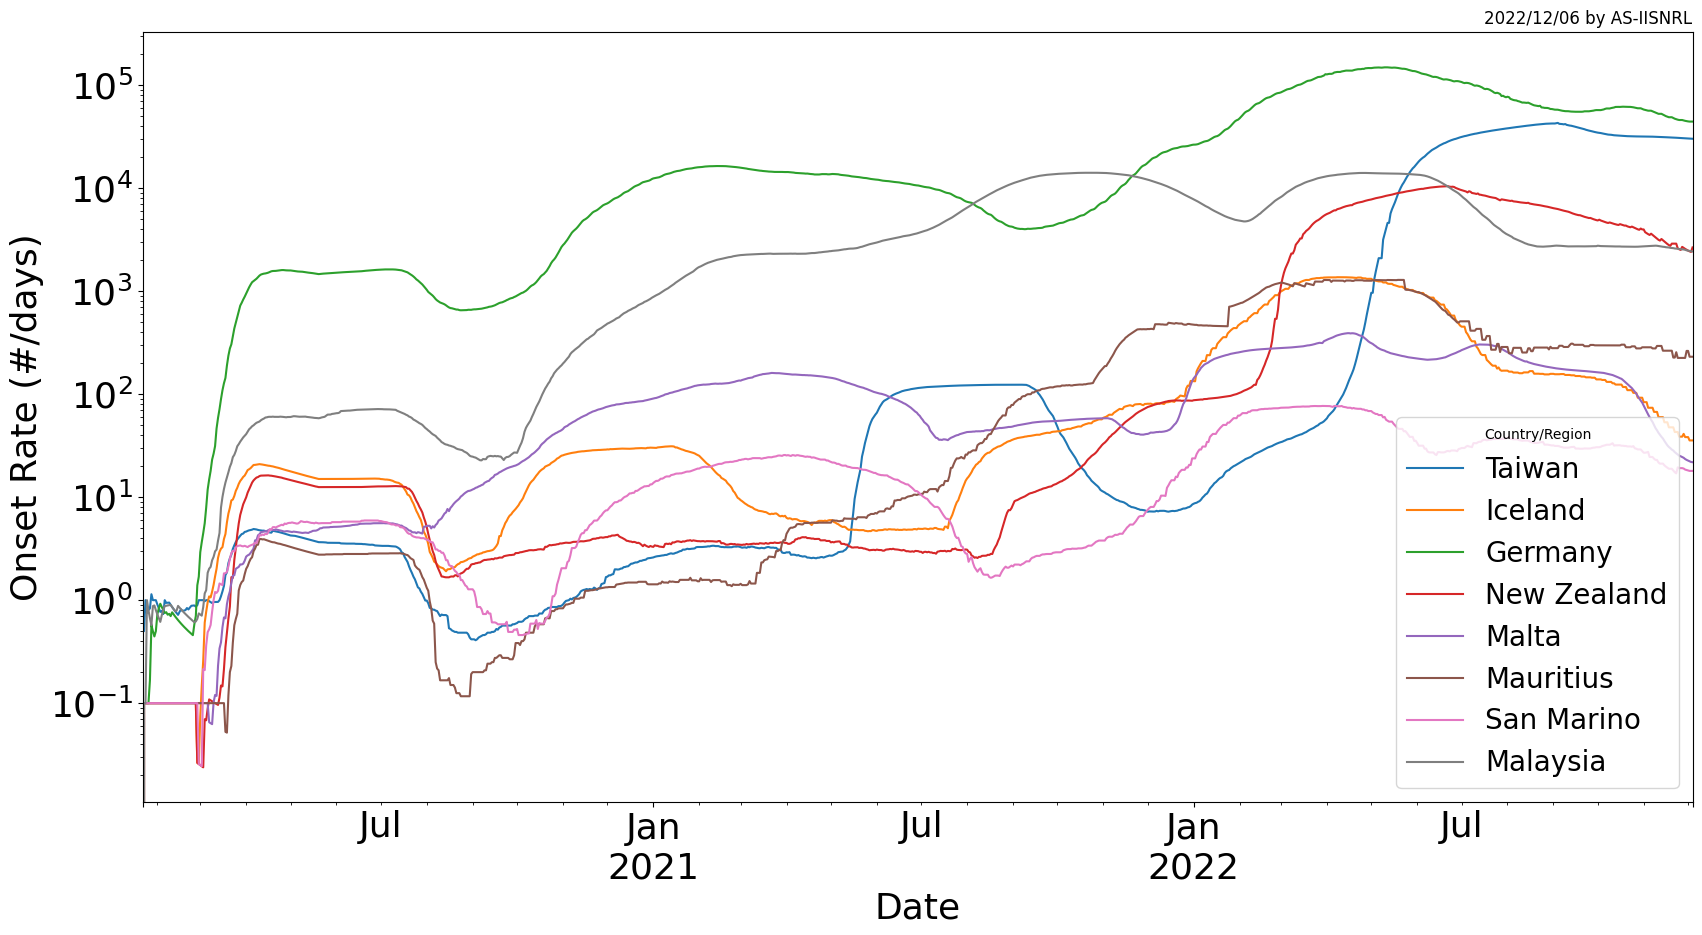 2022/12/06 by AS-IISNRL
Onset Rate (#/days)
10^5
10^4
10^3
10^2
10^1
10^0
10^-1
Country/Region
Taiwan
Iceland
Germany
New Zealand
Malta
Mauritius
San Marino
Malaysia
Jul Jan Jul Jan Jul
2021 2022
Date